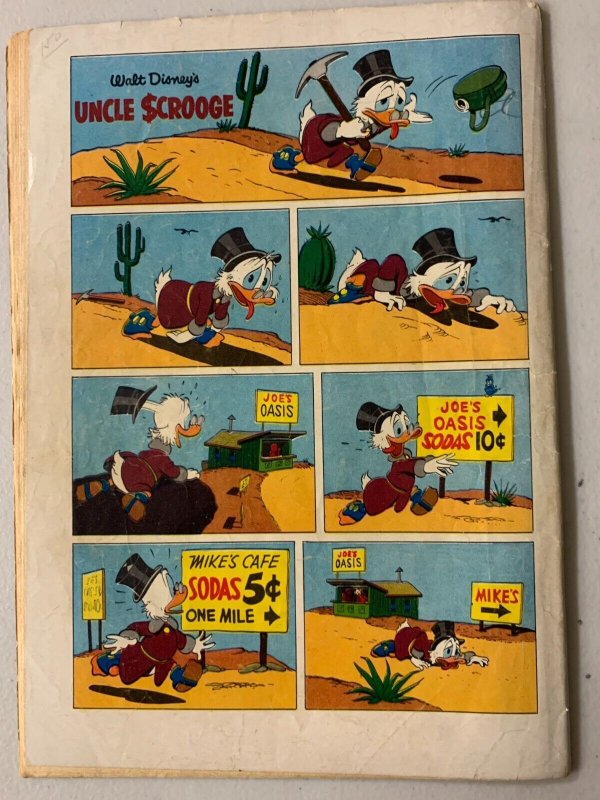 Walt Disney's
UNCLE $CROOGE
JOE'S
OASIS
JOE'S
OASIS
SODAS 10¢
MIKE'S CAFE
SODAS 5¢
ONE MILE
JOE'S
OASIS
MIKE'S